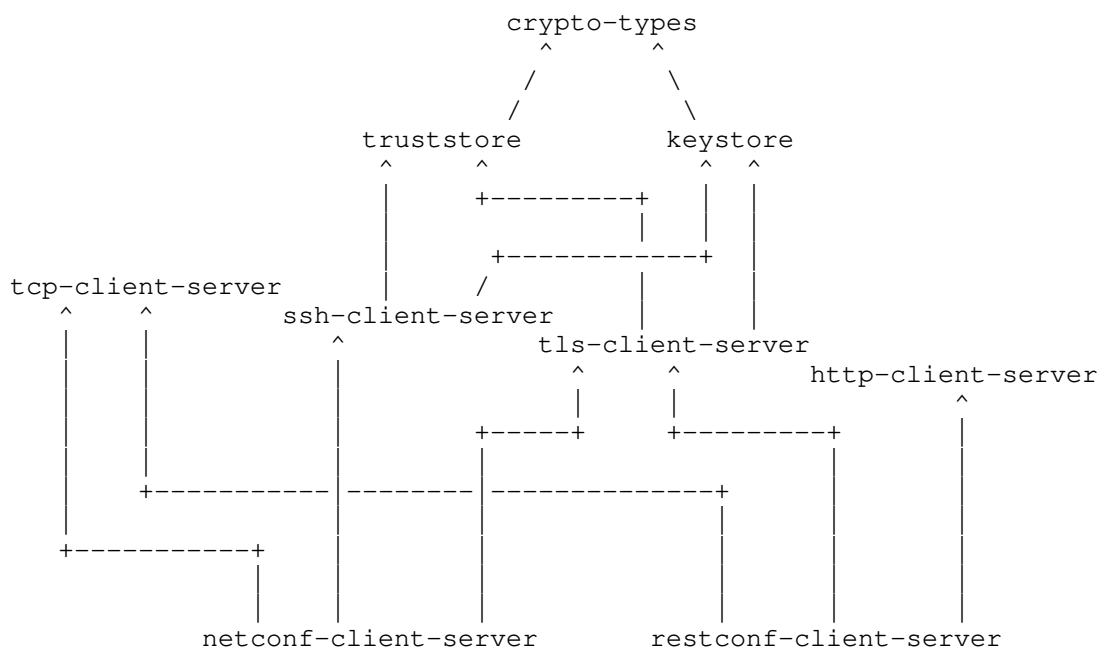 crypto-types
truststore keystore
tcp-client-server
ssh-client-server
tls-client-server
http-client-server
netconf-client-server restconf-client-server